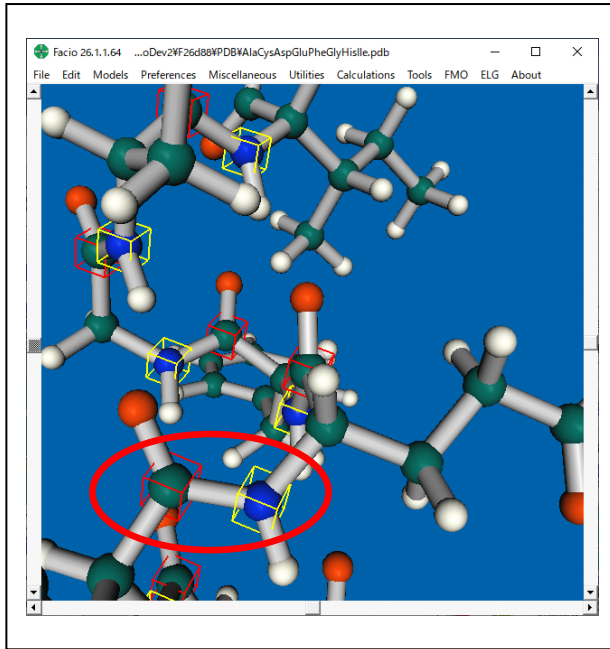 Facio 26.1.1.64 ...oDev2¥F26d88¥PDB¥AlaCysAspGluPheGlyHisIle.pdb
File Edit Models Preferences Miscellaneous Utilities Calculations Tools FMO ELG About